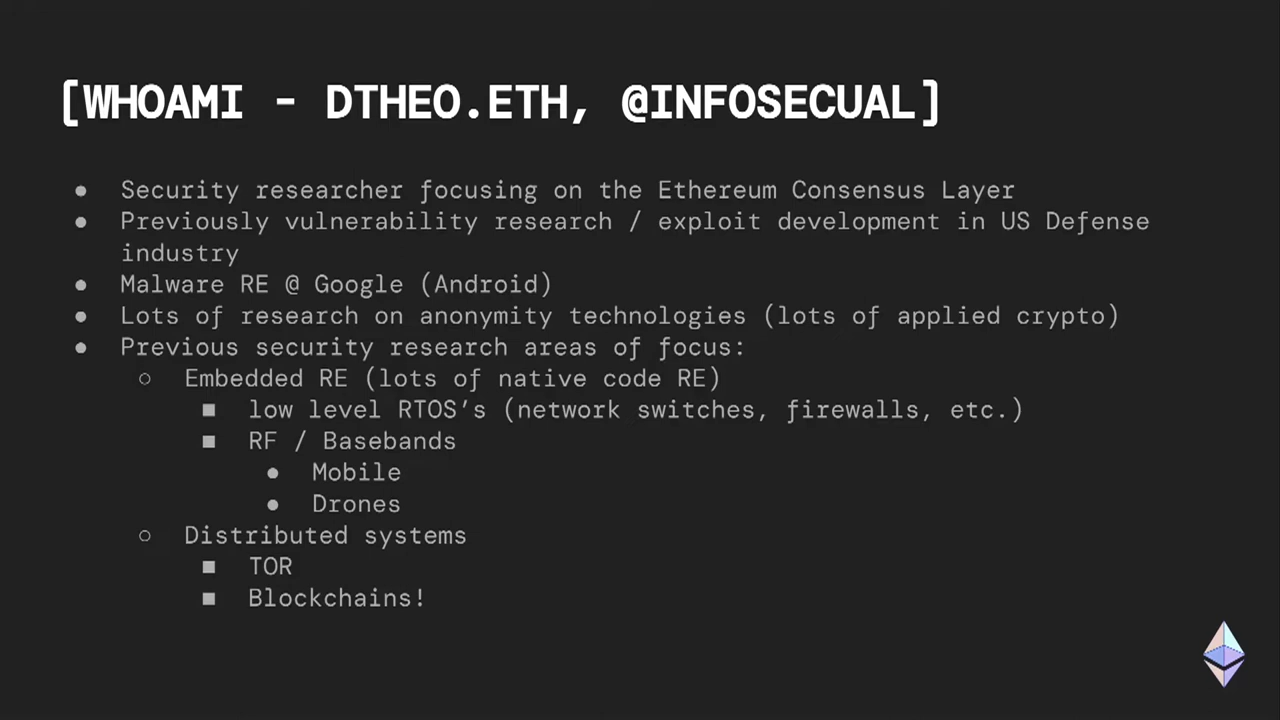 [WHOAMI - DTHEO.ETH, @INFOSECUAL]
● Security researcher focusing on the Ethereum Consensus Layer
● Previously vulnerability research / exploit development in US Defense
industry
● Malware RE @ Google (Android)
● Lots of research on anonymity technologies (lots of applied crypto)
● Previous security research areas of focus:
○ Embedded RE (lots of native code RE)
■ low level RTOS’s (network switches, firewalls, etc.)
■ RF / Basebands
● Mobile
● Drones
○ Distributed systems
■ TOR
■ Blockchains!